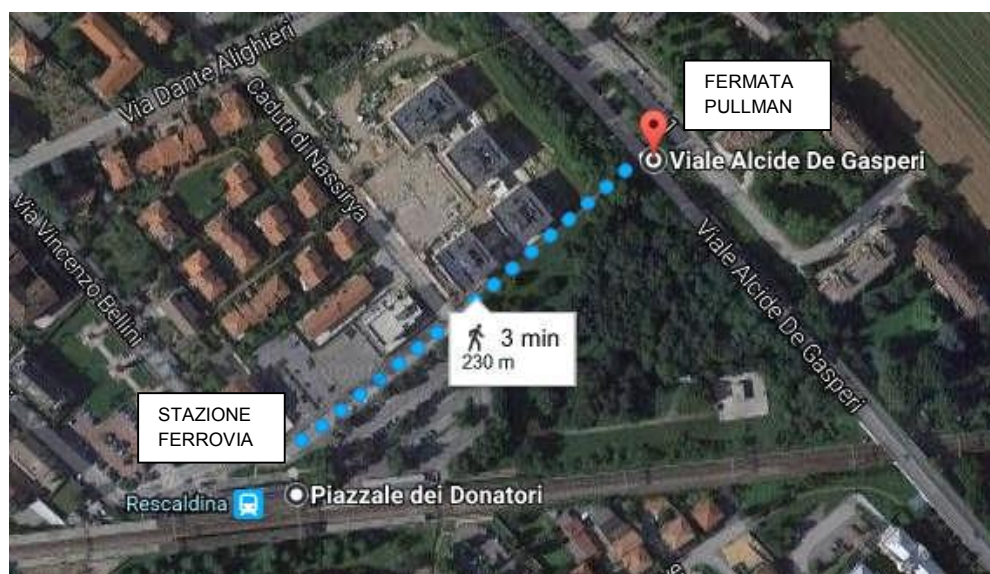 Via Dante Alighieri
Caduti di Nassirya
Via Vincenzo Bellini
FERMATA
PULLMAN
Viale Alcide De Gasperi
Viale Alcide De Gasperi
3 min
230 m
STAZIONE
FERROVIA
Rescaldina
Piazzale dei Donatori